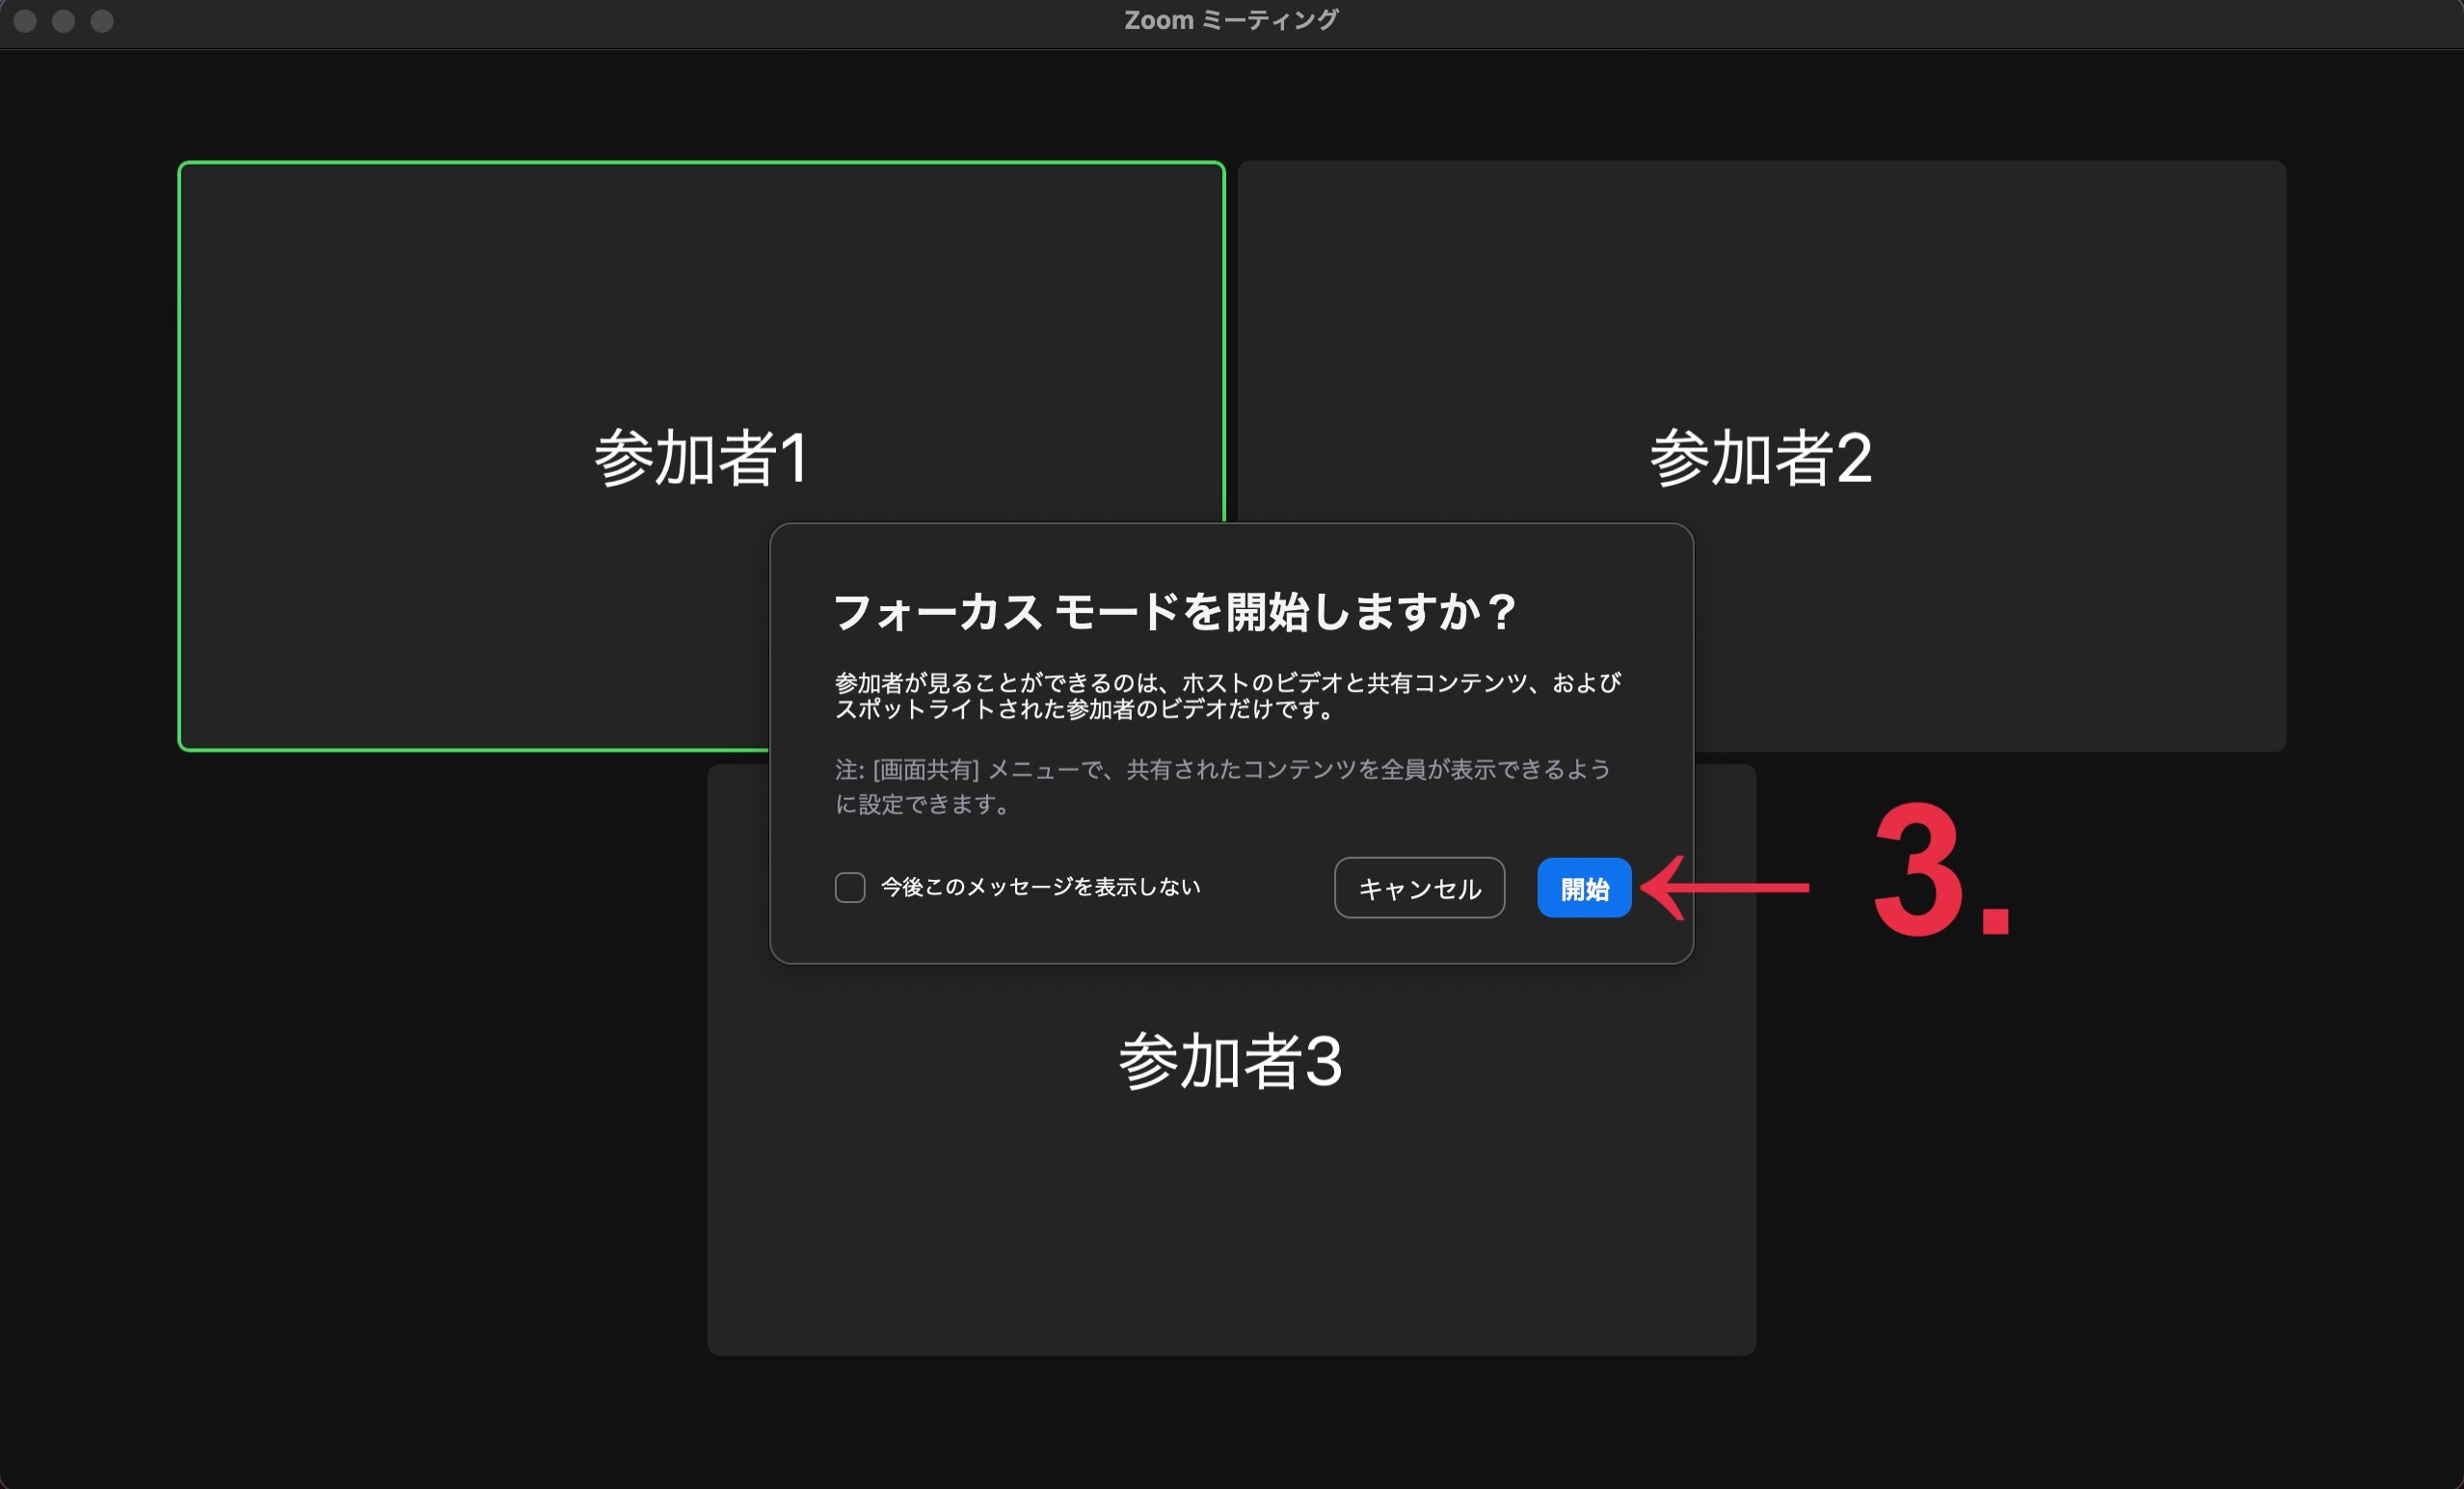 Zoom ミーティング
参加者1
参加者2
フォーカス モードを開始しますか？
参加者が見ることができるのは、ホストのビデオと共有コンテンツ、および
スポットライトされた参加者のビデオだけです。
注: [画面共有] メニューで、共有されたコンテンツを全員が表示できるよう
に設定できます。
今後このメッセージを表示しない
キャンセル
開始
3.
参加者3